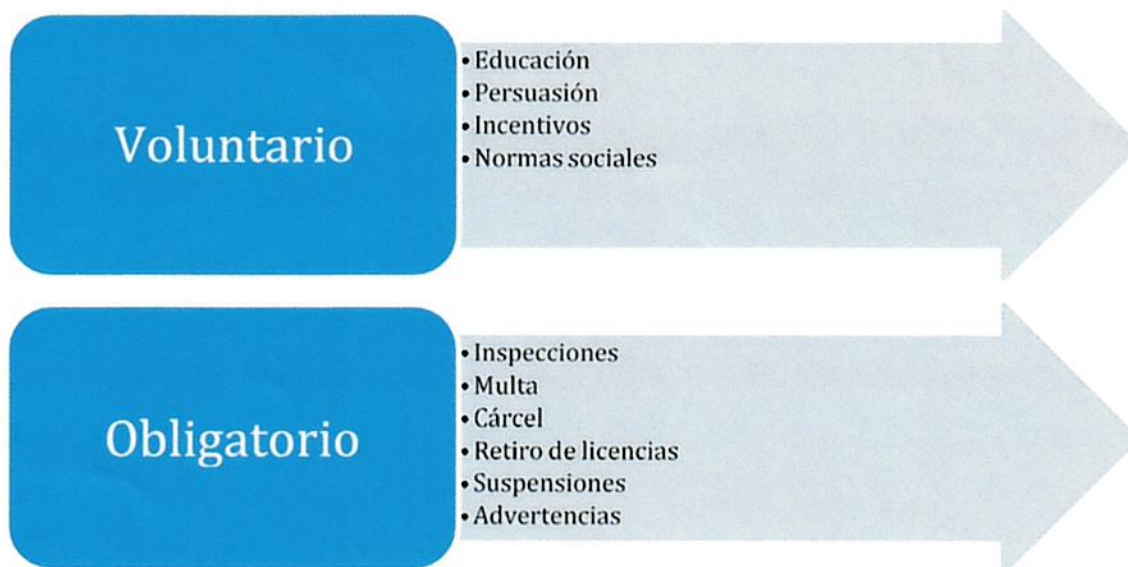 Voluntario
• Educación
• Persuasión
• Incentivos
• Normas sociales
Obligatorio
• Inspecciones
• Multa
• Cárcel
• Retiro de licencias
• Suspensiones
• Advertencias